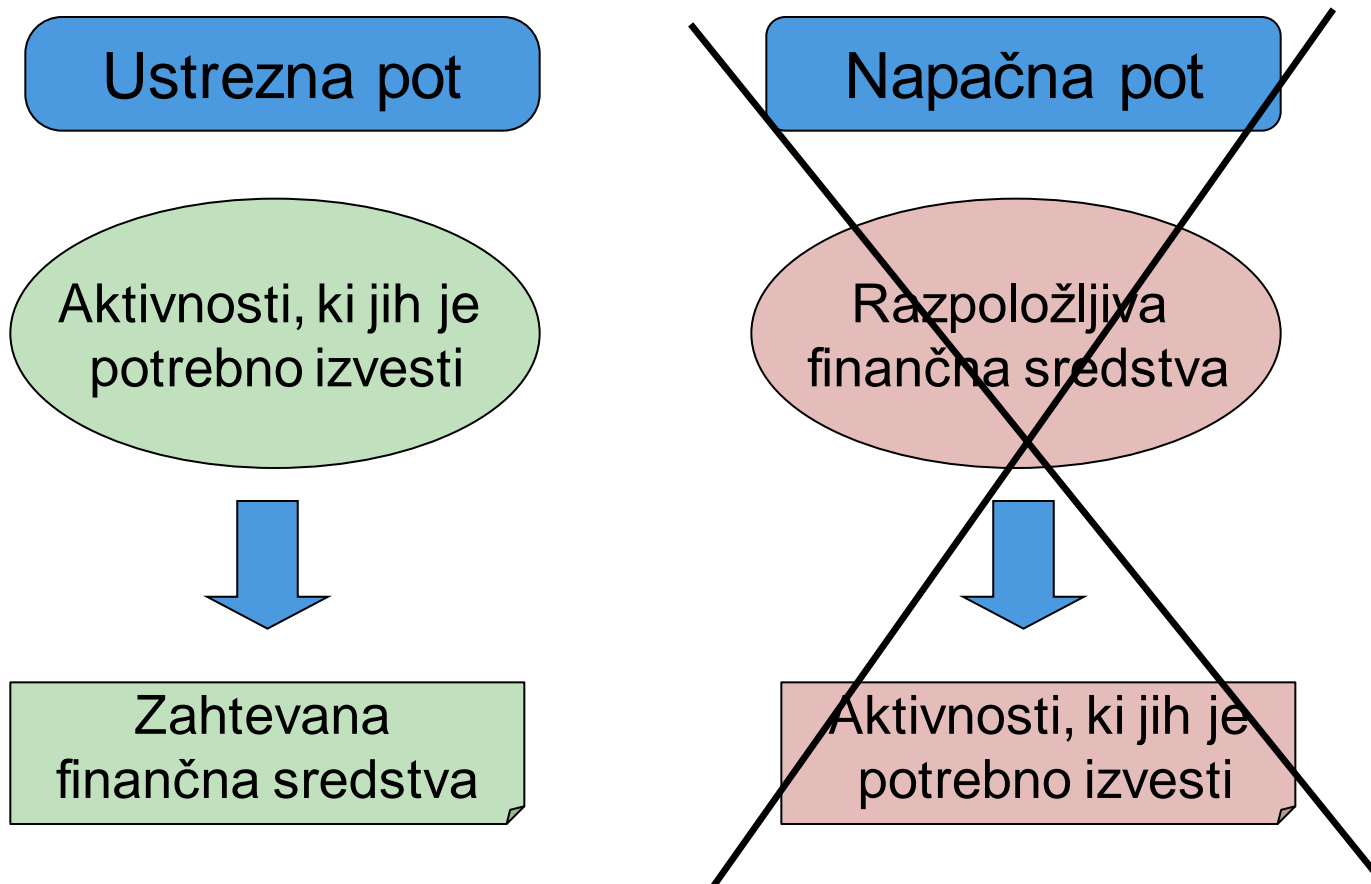 Ustrezna pot
Aktivnosti, ki jih je
potrebno izvesti
Zahtevana
finančna sredstva
Napačna pot
Razpoložljiva
finančna sredstva
Aktivnosti, ki jih je
potrebno izvesti